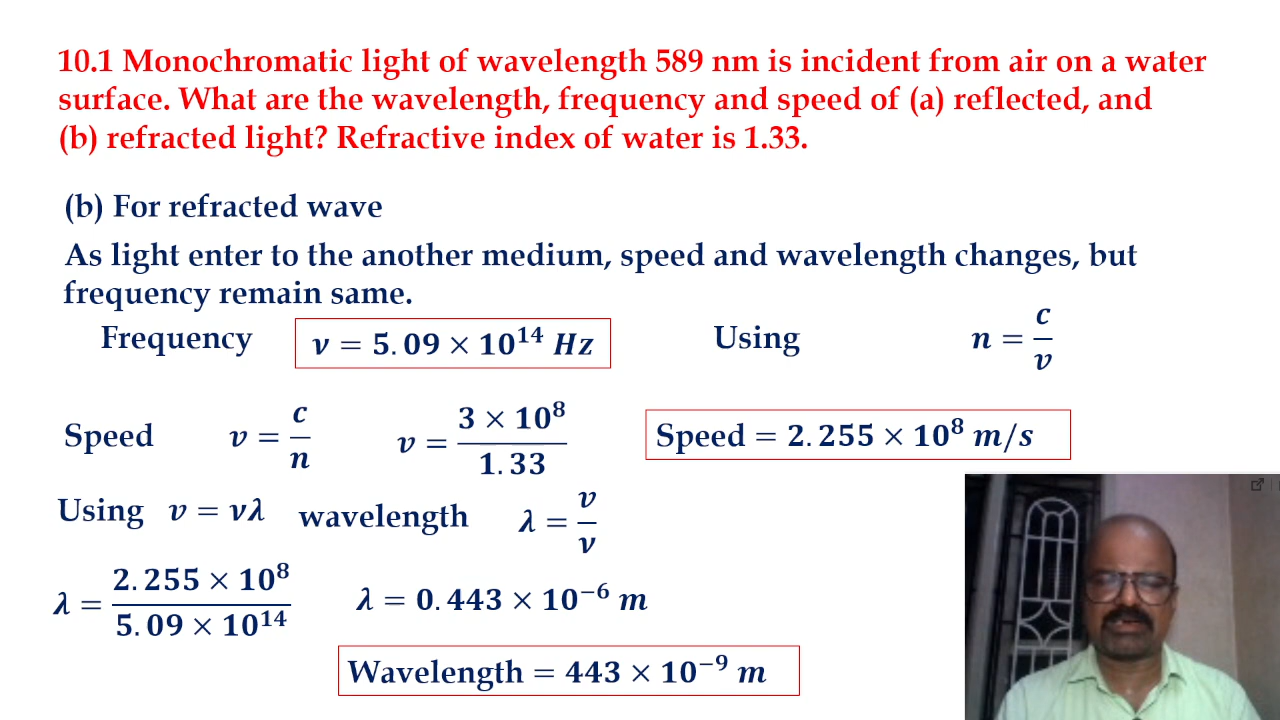 10.1 Monochromatic light of wavelength 589 nm is incident from air on a water
surface. What are the wavelength, frequency and speed of (a) reflected, and
(b) refracted light? Refractive index of water is 1.33.
(b) For refracted wave
As light enter to the another medium, speed and wavelength changes, but
frequency remain same.
Frequency ν = 5.09 × 10¹⁴ Hz Using n = c/v
Speed v = c/n v = 3 × 10⁸/1.33 Speed = 2.255 × 10⁸ m/s
Using v = νλ wavelength λ = v/ν
λ = 2.255 × 10⁸/5.09 × 10¹⁴ λ = 0.443 × 10⁻⁶ m
Wavelength = 443 × 10⁻⁹ m